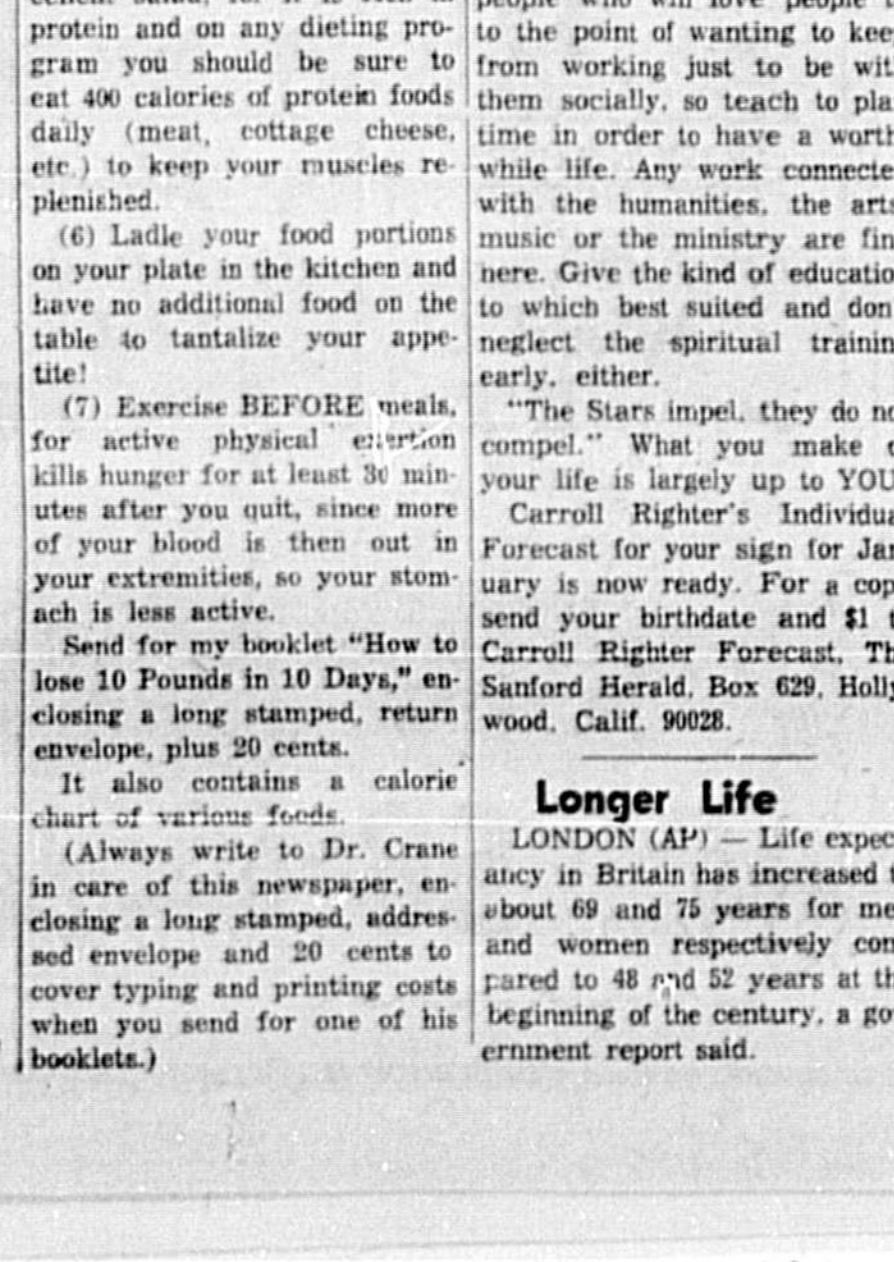 protein and on any dieting pro-
gram you should be sure to
eat 400 calories of protein foods
daily (meat, cottage cheese,
etc.) to keep your muscles re-
plenished.
(6) Ladle your food portions
on your plate in the kitchen and
have no additional food on the
table to tantalize your appe-
tite!
(7) Exercise BEFORE meals,
for active physical exertion
kills hunger for at least 30 min-
utes after you quit, since more
of your blood is then out in
your extremities, so your stom-
ach is less active.
Send for my booklet "How to
lose 10 Pounds in 10 Days," en-
closing a long stamped, return
envelope, plus 20 cents.
It also contains a calorie
chart of various foods.
(Always write to Dr. Crane
in care of this newspaper, en-
closing a long stamped, addres-
sed envelope and 20 cents to
cover typing and printing costs
when you send for one of his
booklets.)
people who will love people
to the point of wanting to kee
from working just to be wit
them socially, so teach to pla
time in order to have a worth
while life. Any work connecte
with the humanities, the arts
music or the ministry are fin
here. Give the kind of educatio
to which best suited and don
neglect the spiritual trainin
early, either.
"The Stars impel, they do no
compel." What you make o
your life is largely up to YOU
Carroll Righter's Individua
Forecast for your sign for Jan
uary is now ready. For a cop
send your birthdate and $1 t
Carroll Righter Forecast, Th
Sanford Herald, Box 629, Holly
wood, Calif. 90028.
Longer Life
LONDON (AP) — Life expec
ancy in Britain has increased t
about 69 and 75 years for me
and women respectively com
pared to 48 and 52 years at th
beginning of the century, a gov
ernment report said.